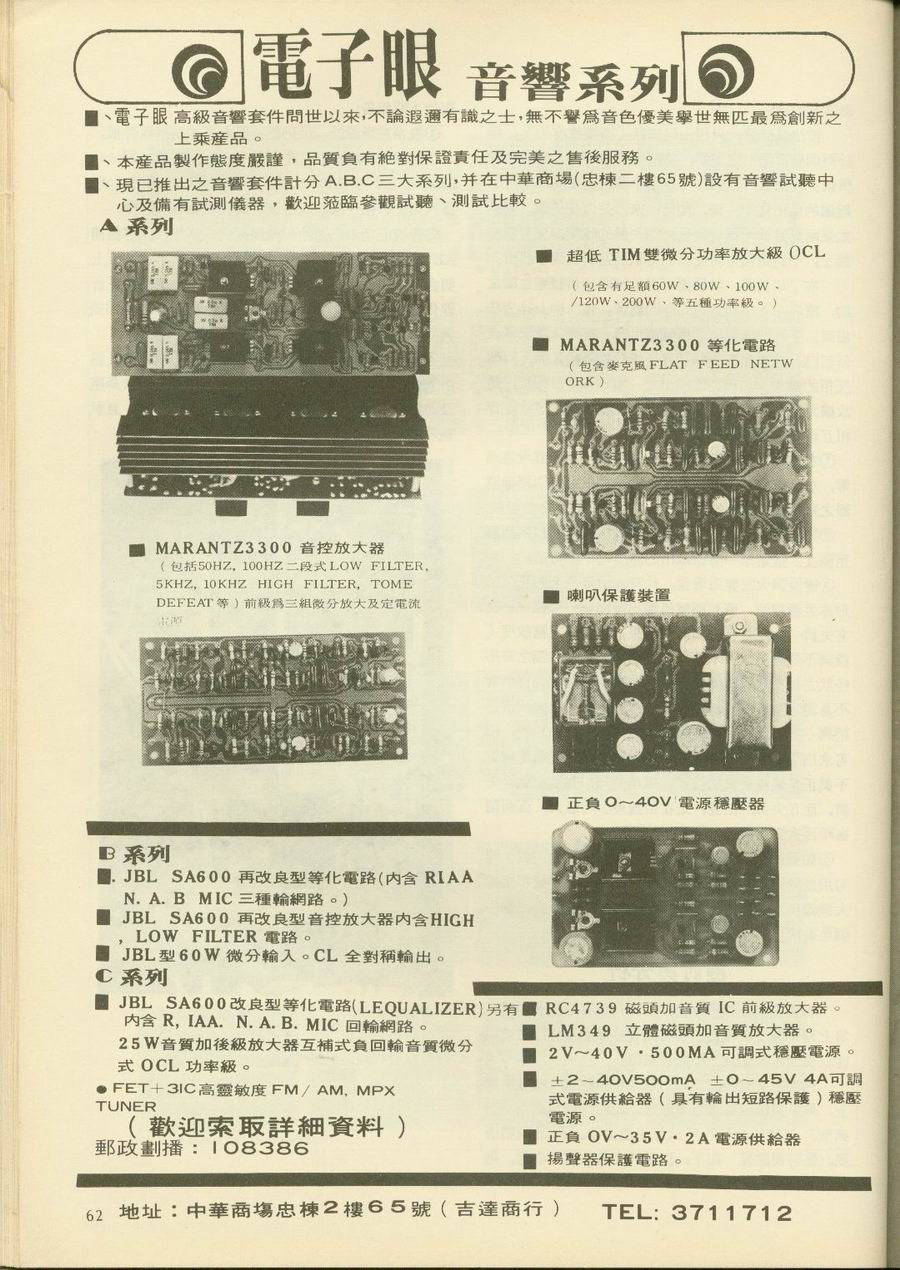 電子眼 音響系列
■、電子眼高級音響套件問世以來,不論遐邇有識之士,無不譽爲音色優美擧世無匹最爲創新之
上乘産品。
■、本産品製作態度嚴謹,品質負有絶對保證責任及完美之售後服務。
■、現已推出之音響套件計分 A.B.C 三大系列,并在中華商場(忠棟二樓65號)設有音響試聽中
心及備有試測儀器,歡迎蒞臨參觀試聽、測試比較。
A 系列
■ 超低 TIM雙微分功率放大級 OCL
(包含有足額60W、80W、100W、
/120W、200W、等五種功率級。)
■ MARANTZ3300 等化電路
(包含麥克風FLAT FEED NETW
ORK)
■ MARANTZ3300 音控放大器
(包括50HZ, 100HZ 二段式LOW FILTER,
5KHZ, 10KHZ HIGH FILTER, TOME
DEFEAT 等)前級爲三組微分放大及定電流
電源
■ 喇叭保護裝置
■ 正負0~40V 電源穩壓器
B 系列
■. JBL SA600 再改良型等化電路(内含 RIAA
N. A. B MIC 三種輸網路。)
■ JBL SA600 再改良型音控放大器内含HIGH
, LOW FILTER 電路。
■ JBL型60W 微分輸入。CL 全對稱輸出。
C 系列
■ JBL SA600改良型等化電路(LEQUALIZER)另有
内含 R, IAA. N. A. B. MIC 回輸網路。
25W音質加後級放大器互補式負回輸音質微分
式 OCL 功率級。
● FET+3IC高靈敏度 FM/ AM, MPX
TUNER
(歡迎索取詳細資料)
郵政劃播:108386
■ RC4739 磁頭加音質 IC 前級放大器。
■ LM349 立體磁頭加音質放大器。
■ 2V~40V・500MA 可調式穩壓電源。
■ ±2~40V500mA ±0~45V 4A可調
式電源供給器(具有輸出短路保護)穩壓
電源。
■ 正負 0V~35V・2A 電源供給器
■ 揚聲器保護電路。
62 地址:中華商塲忠棟2樓65號(吉達商行) TEL: 3711712